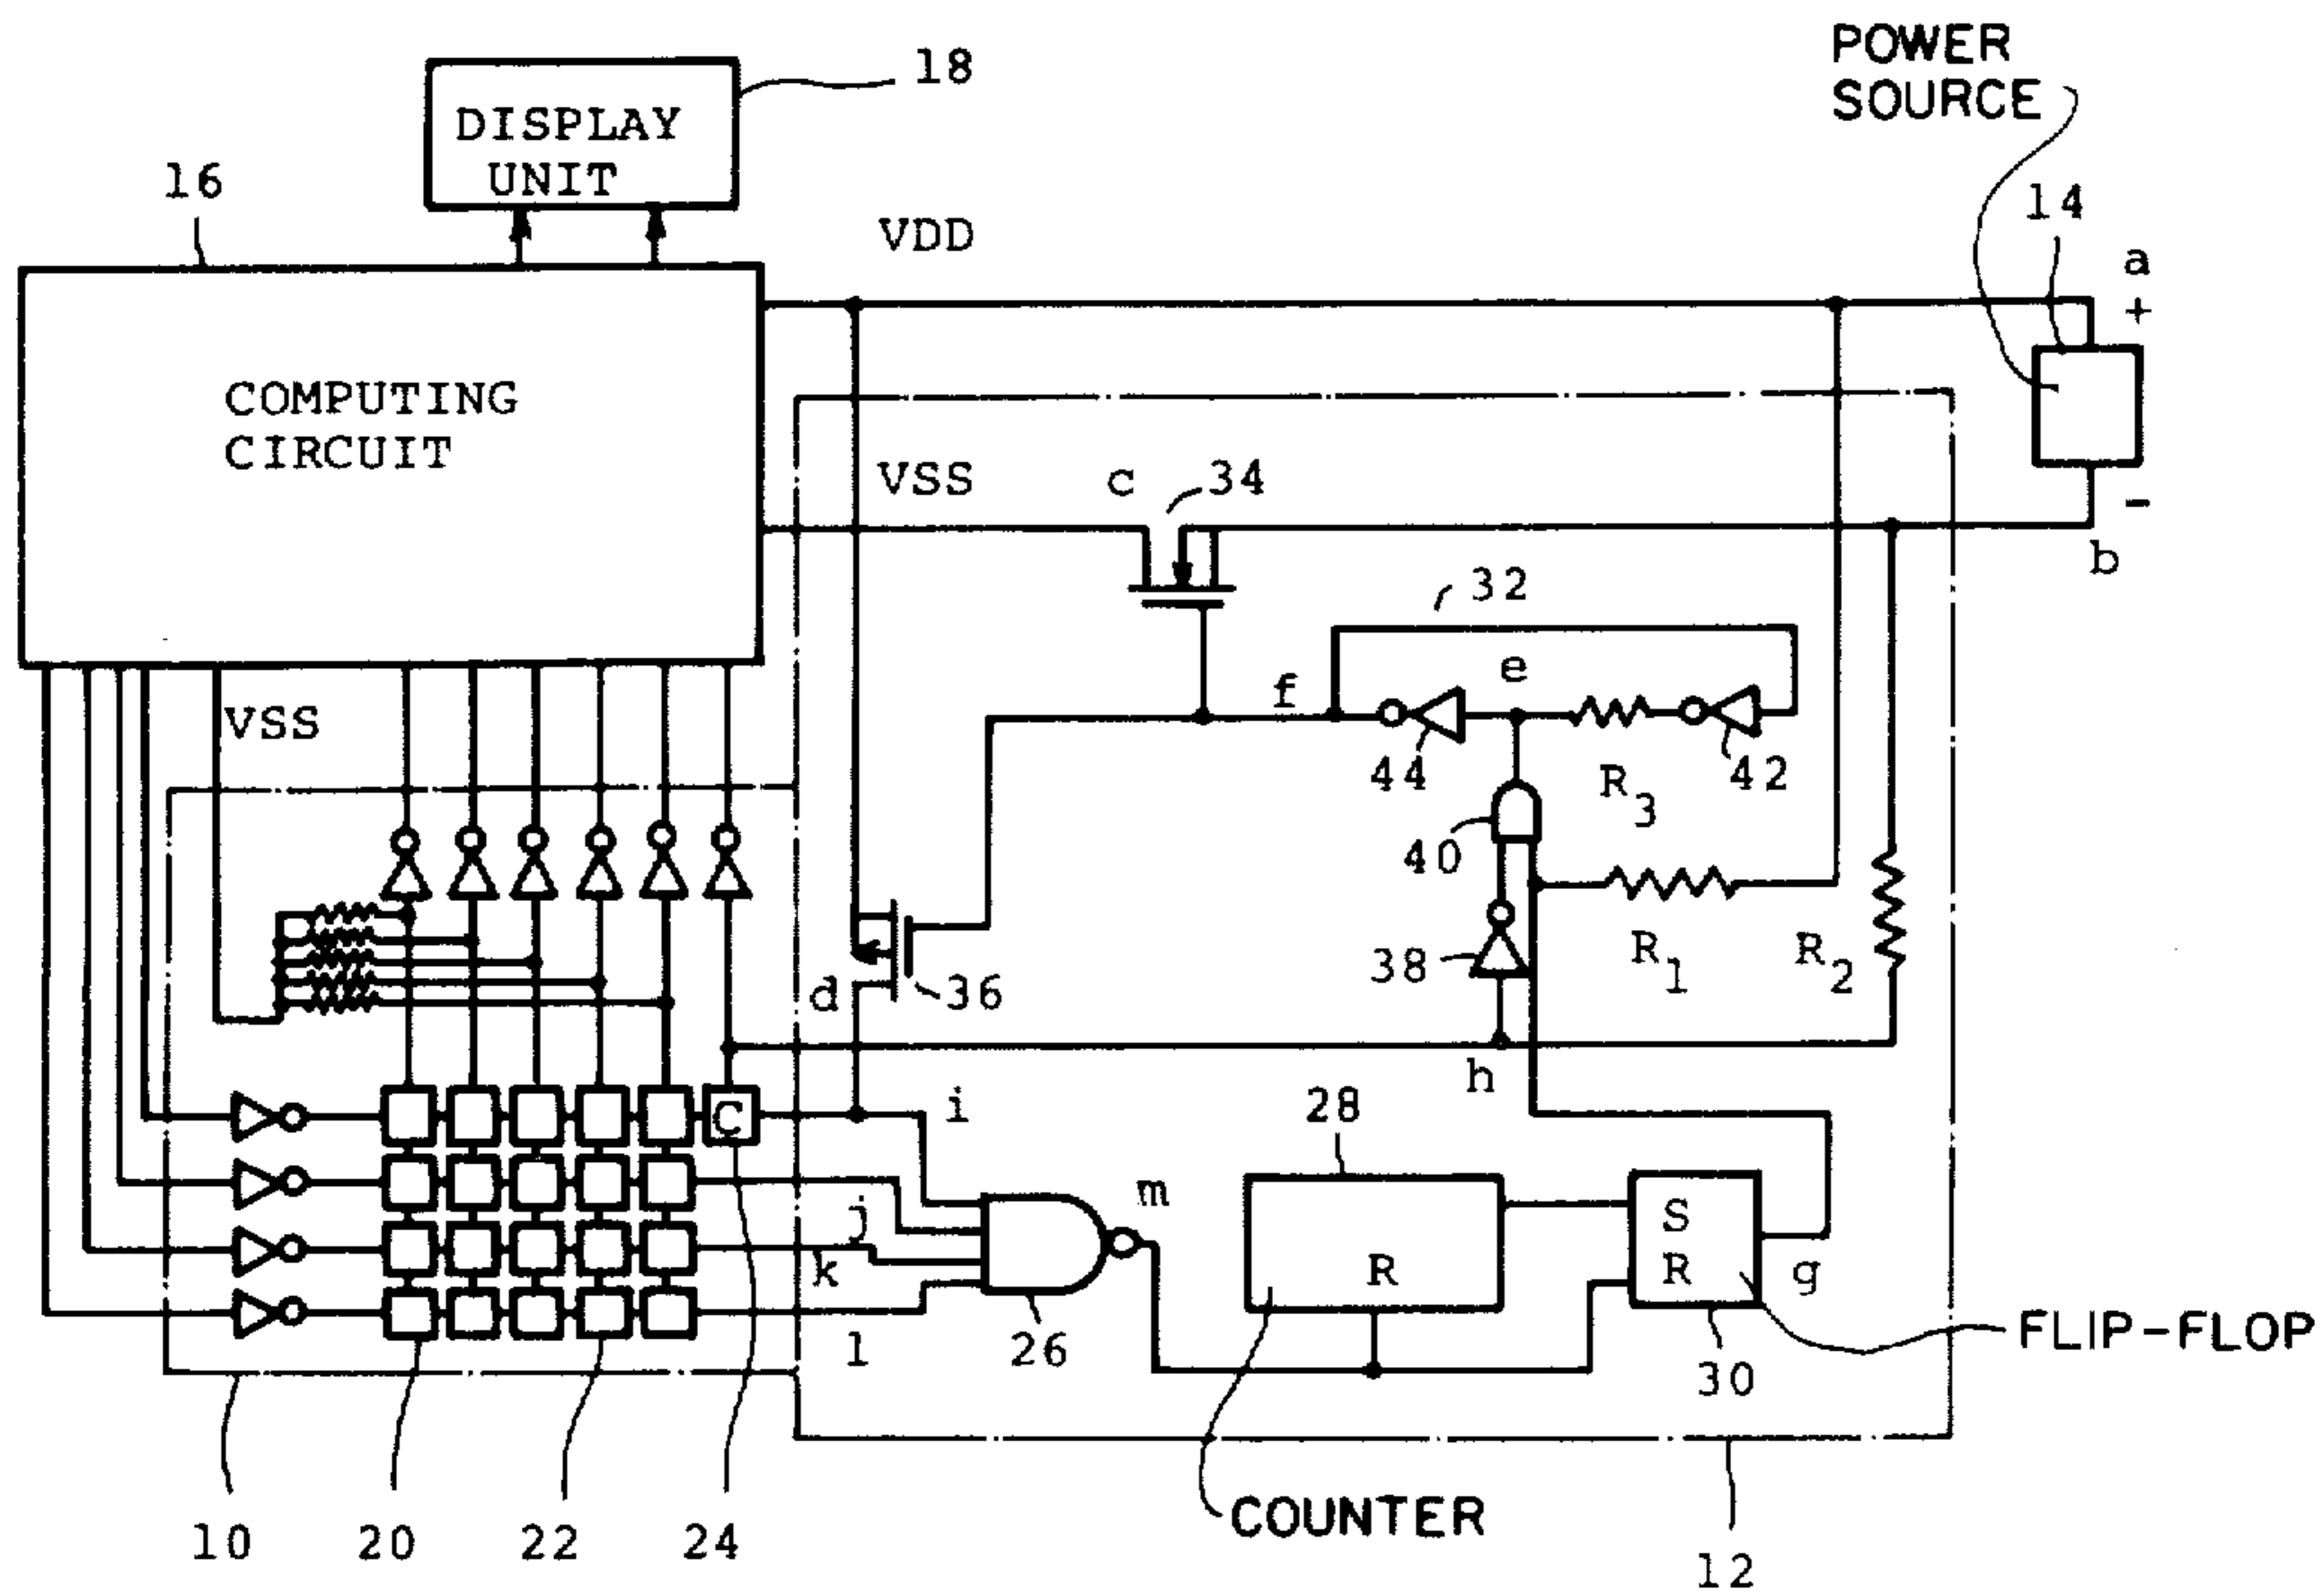 POWER
SOURCE
18
DISPLAY
UNIT
16
14
VDD
a
+
COMPUTING
CIRCUIT
VSS
c
34
-
b
32
e
f
VSS
44
R3
42
40
38
R1
R2
d
36
h
C
i
28
j
m
S
R
R
k
g
l
26
FLIP-FLOP
30
COUNTER
10
20
22
24
12